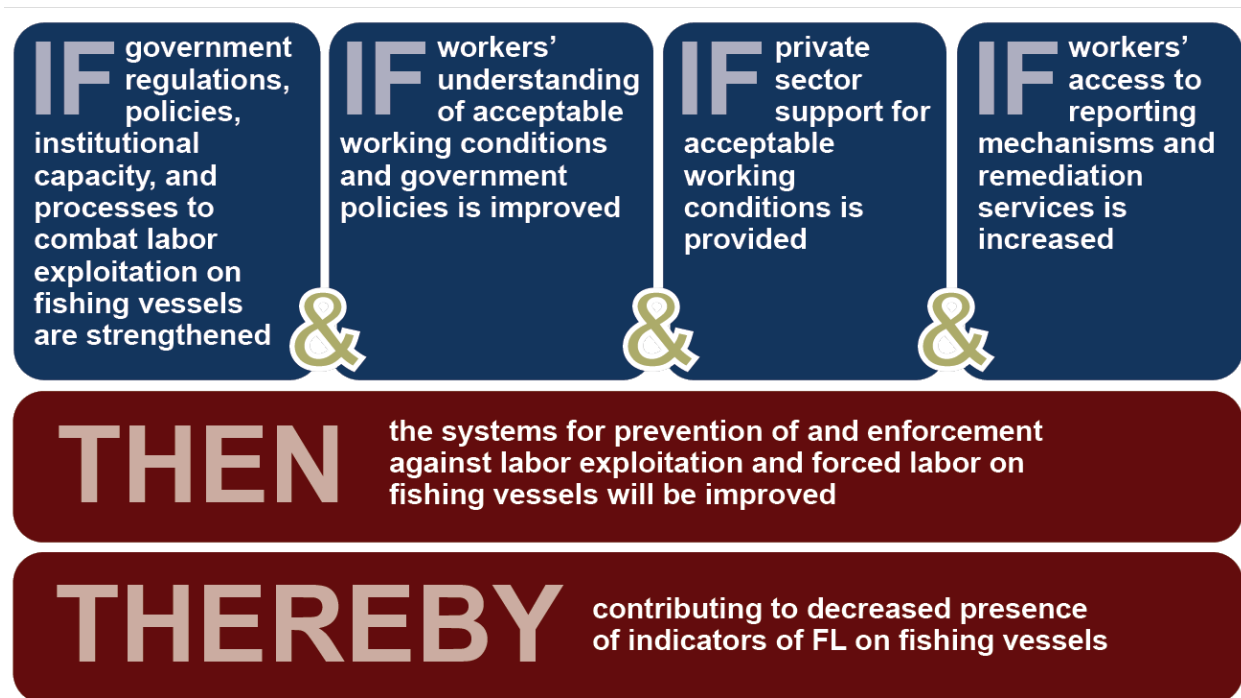 IF government
regulations,
policies,
institutional
capacity, and
processes to
combat labor
exploitation on
fishing vessels
are strengthened
&
IF workers’
understanding
of acceptable
working conditions
and government
policies is improved
&
IF private
sector
support for
acceptable
working
conditions is
provided
&
IF workers’
access to
reporting
mechanisms and
remediation
services is
increased
THEN
the systems for prevention of and enforcement
against labor exploitation and forced labor on
fishing vessels will be improved
THEREBY
contributing to decreased presence
of indicators of FL on fishing vessels